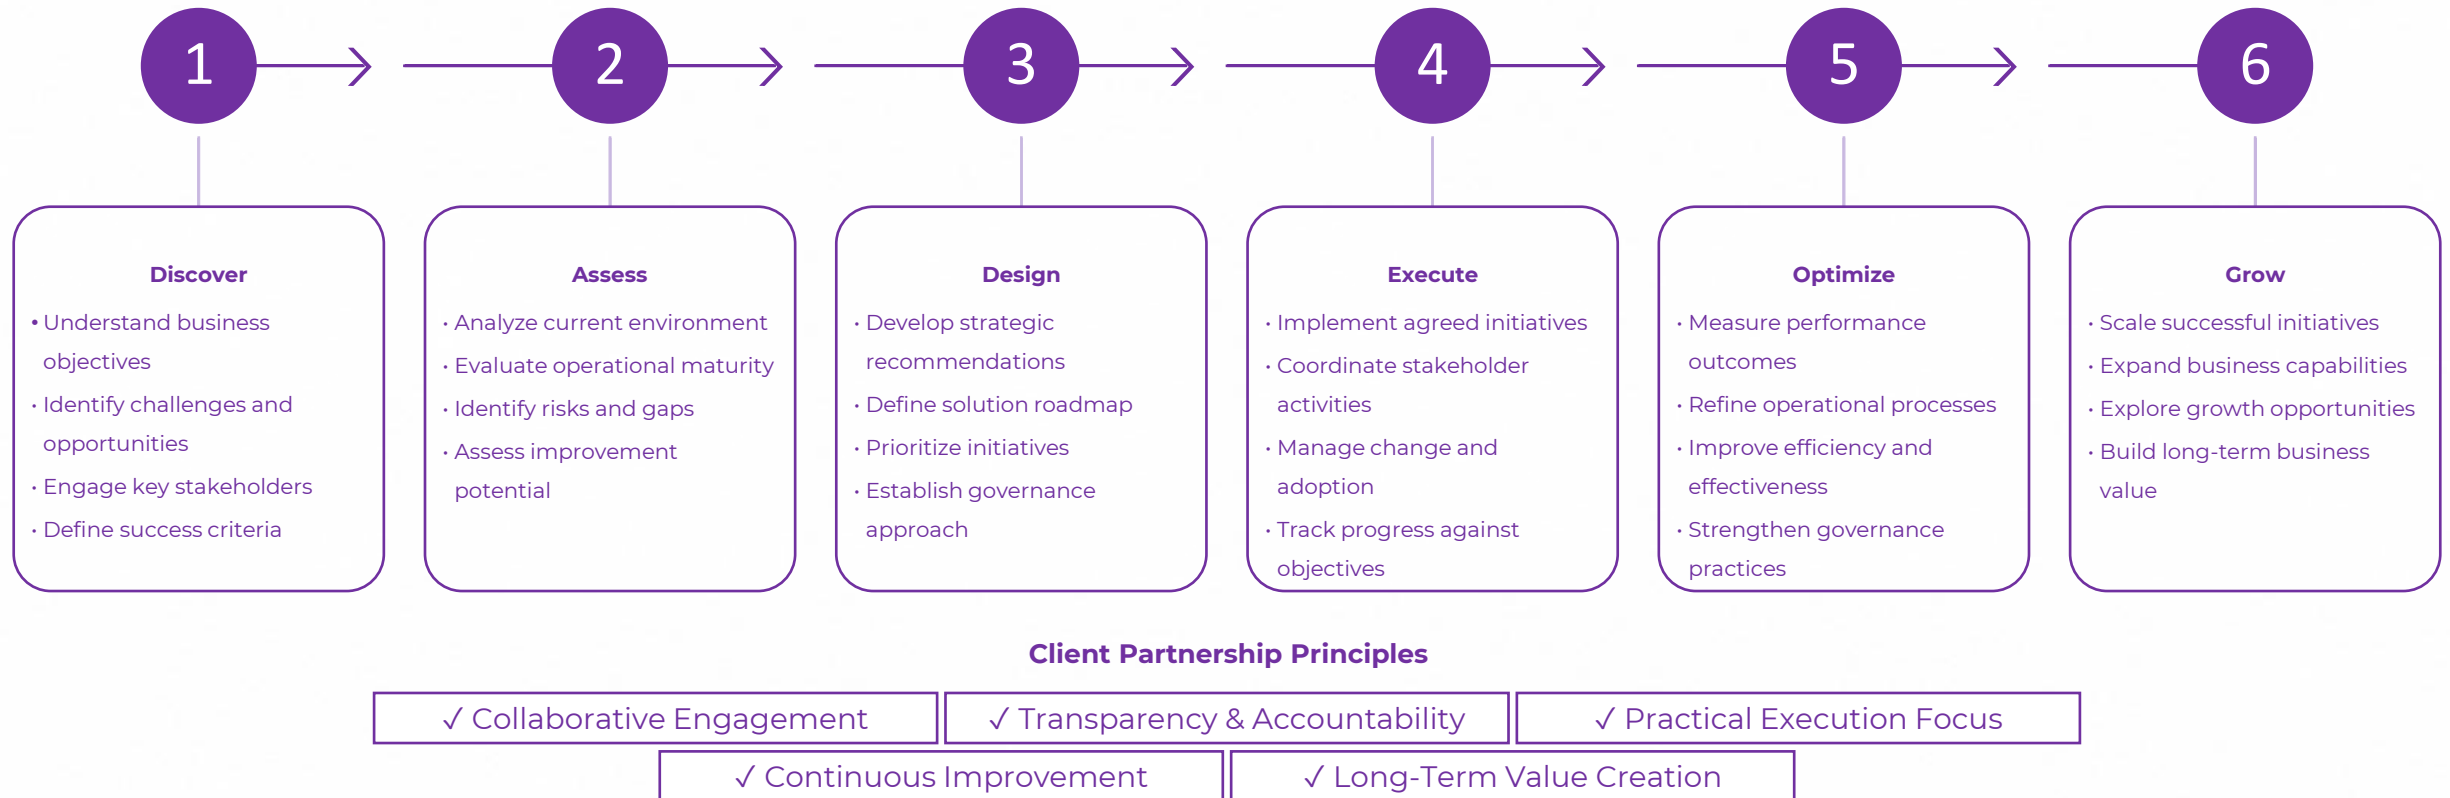 1
2
3
4
5
6
Discover
• Understand business
objectives
• Identify challenges and
opportunities
• Engage key stakeholders
• Define success criteria
Assess
• Analyze current environment
• Evaluate operational maturity
• Identify risks and gaps
• Assess improvement
potential
Design
• Develop strategic
recommendations
• Define solution roadmap
• Prioritize initiatives
• Establish governance
approach
Execute
• Implement agreed initiatives
• Coordinate stakeholder
activities
• Manage change and
adoption
• Track progress against
objectives
Optimize
• Measure performance
outcomes
• Refine operational processes
• Improve efficiency and
effectiveness
• Strengthen governance
practices
Grow
• Scale successful initiatives
• Expand business capabilities
• Explore growth opportunities
• Build long-term business
value
Client Partnership Principles
✓ Collaborative Engagement
✓ Transparency & Accountability
✓ Practical Execution Focus
✓ Continuous Improvement
✓ Long-Term Value Creation